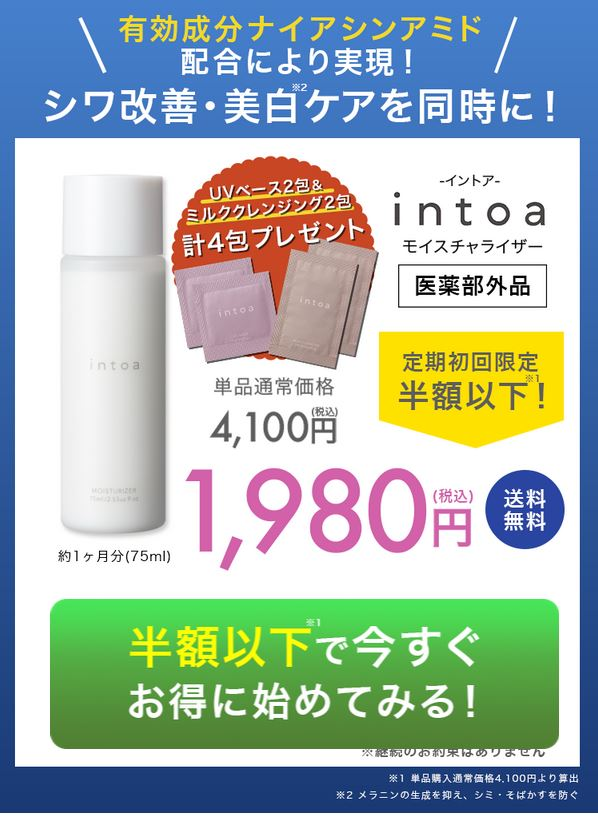 有効成分ナイアシンアミド
配合により実現！
シワ改善・美白※2ケアを同時に！
UVベース2包＆
ミルククレンジング2包
計4包プレゼント
-イントア-
intoa
モイスチャライザー
医薬部外品
intoa
intoa
intoa
MOISTURIZER
75mL/2.53us fl oz
定期初回限定
半額以下※1！
単品通常価格
4,100円(税込)
1,980円(税込)
送料
無料
約1ヶ月分(75ml)
半額以下※1で今すぐ
お得に始めてみる！
※継続のお約束はありません
※1 単品購入通常価格4,100円より算出
※2 メラニンの生成を抑え、シミ・そばかすを防ぐ